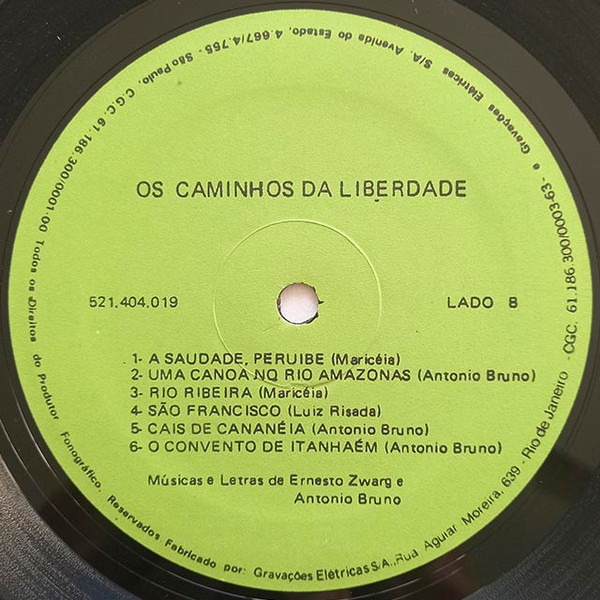 OS CAMINHOS DA LIBERDADE
521.404.019
LADO B
1- A SAUDADE, PERUIBE (Maricéia)
2- UMA CANOA NO RIO AMAZONAS (Antonio Bruno)
3- RIO RIBEIRA (Maricéia)
4- SÃO FRANCISCO (Luiz Risada)
5- CAIS DE CANANÉIA (Antonio Bruno)
6- O CONVENTO DE ITANHAÉM (Antonio Bruno)
Músicas e Letras de Ernesto Zwarg e
Antonio Bruno
Todos os Direitos do Produtor Fonográfico. Reservados Fabricado por: Gravações Elétricas S/A., Rua Aguiar Moreira, 639 - Rio de Janeiro - CGC. 61.186.300/0003-63- e Gravações Elétricas S/A. Avenida do Estado, 4.667/4.755 - São Paulo. C.G.C. 61.186.300/0001.00